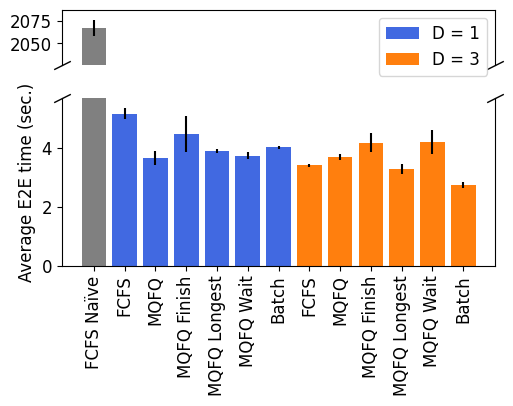 2075
2050
D = 1
D = 3
Average E2E time (sec.)
4
2
0
FCFS Naïve
FCFS
MQFQ
MQFQ Finish
MQFQ Longest
MQFQ Wait
Batch
FCFS
MQFQ
MQFQ Finish
MQFQ Longest
MQFQ Wait
Batch